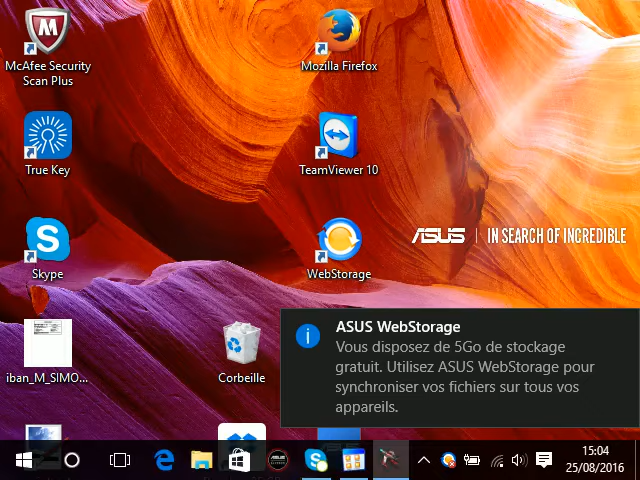 McAfee Security
Scan Plus
Mozilla Firefox
True Key
TeamViewer 10
ASUS | IN SEARCH OF INCREDIBLE
Skype
WebStorage
iban_M_SIMO...
Corbeille
ASUS WebStorage
Vous disposez de 5Go de stockage
gratuit. Utilisez ASUS WebStorage pour
synchroniser vos fichiers sur tous vos
appareils.
15:04
25/08/2016